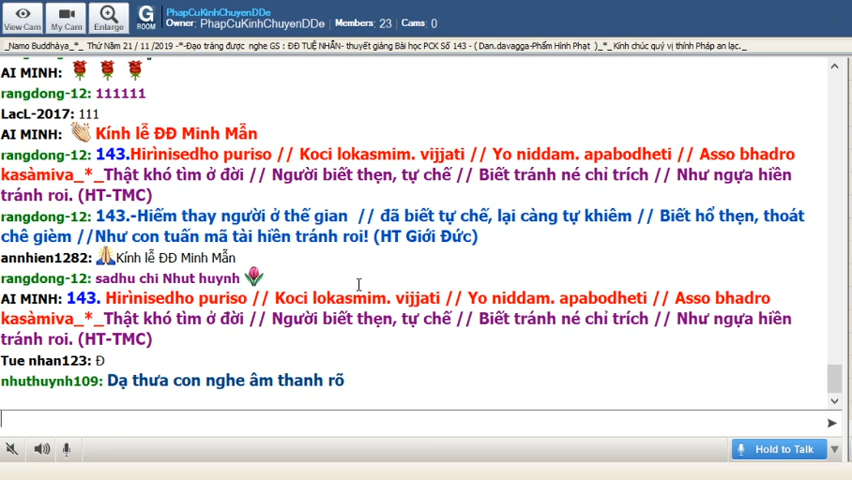 PhapCuKinhChuyenDDe
Owner: PhapCuKinhChuyenDDe Members: 23 Cams: 0
View Cam My Cam Enlarge G ROOM
_Namo Buddhàya_*_ Thứ Năm 21 / 11 /2019 -*-Đạo tràng được nghe GS : ĐĐ TUỆ NHẪN- thuyết giảng Bài học PCK Số 143 - ( Dan.davagga-Phẩm Hình Phạt )_*_Kính chúc quý vị thính Pháp an lạc._
AI MINH:
rangdong-12: 111111
LacL-2017: 111
AI MINH: Kính lễ ĐĐ Minh Mẫn
rangdong-12: 143.Hirìnisedho puriso // Koci lokasmim. vijjati // Yo niddam. apabodheti // Asso bhadro
kasàmiva_*_Thật khó tìm ở đời // Người biết thẹn, tự chế // Biết tránh né chỉ trích // Như ngựa hiền
tránh roi. (HT-TMC)
rangdong-12: 143.-Hiếm thay người ở thế gian // đã biết tự chế, lại càng tự khiêm // Biết hổ thẹn, thoát
chê gièm //Như con tuấn mã tài hiền tránh roi! (HT Giới Đức)
annhien1282: Kính lễ ĐĐ Minh Mẫn
rangdong-12: sadhu chi Nhut huynh
AI MINH: 143. Hirìnisedho puriso // Koci lokasmim. vijjati // Yo niddam. apabodheti // Asso bhadro
kasàmiva_*_Thật khó tìm ở đời // Người biết thẹn, tự chế // Biết tránh né chỉ trích // Như ngựa hiền
tránh roi. (HT-TMC)
Tue nhan123: Đ
nhuthuynh109: Dạ thưa con nghe âm thanh rõ
Hold to Talk